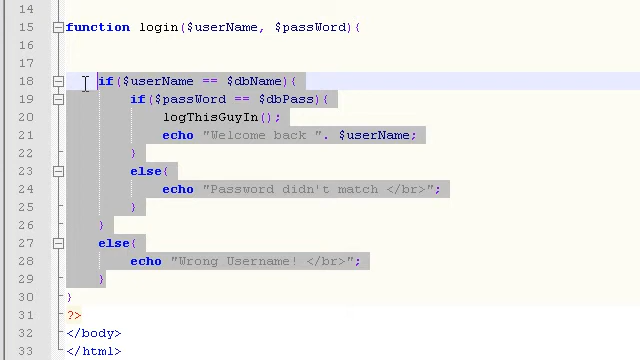 14
15 function login($userName, $passWord){
16
17
18 if($userName == $dbName){
19 if($passWord == $dbPass){
20 logThisGuyIn();
21 echo "Welcome back ". $userName;
22 }
23 else{
24 echo "Password didn't match </br>";
25 }
26 }
27 else{
28 echo "Wrong Username! </br>";
29 }
30 }
31 ?>
32 </body>
33 </html>